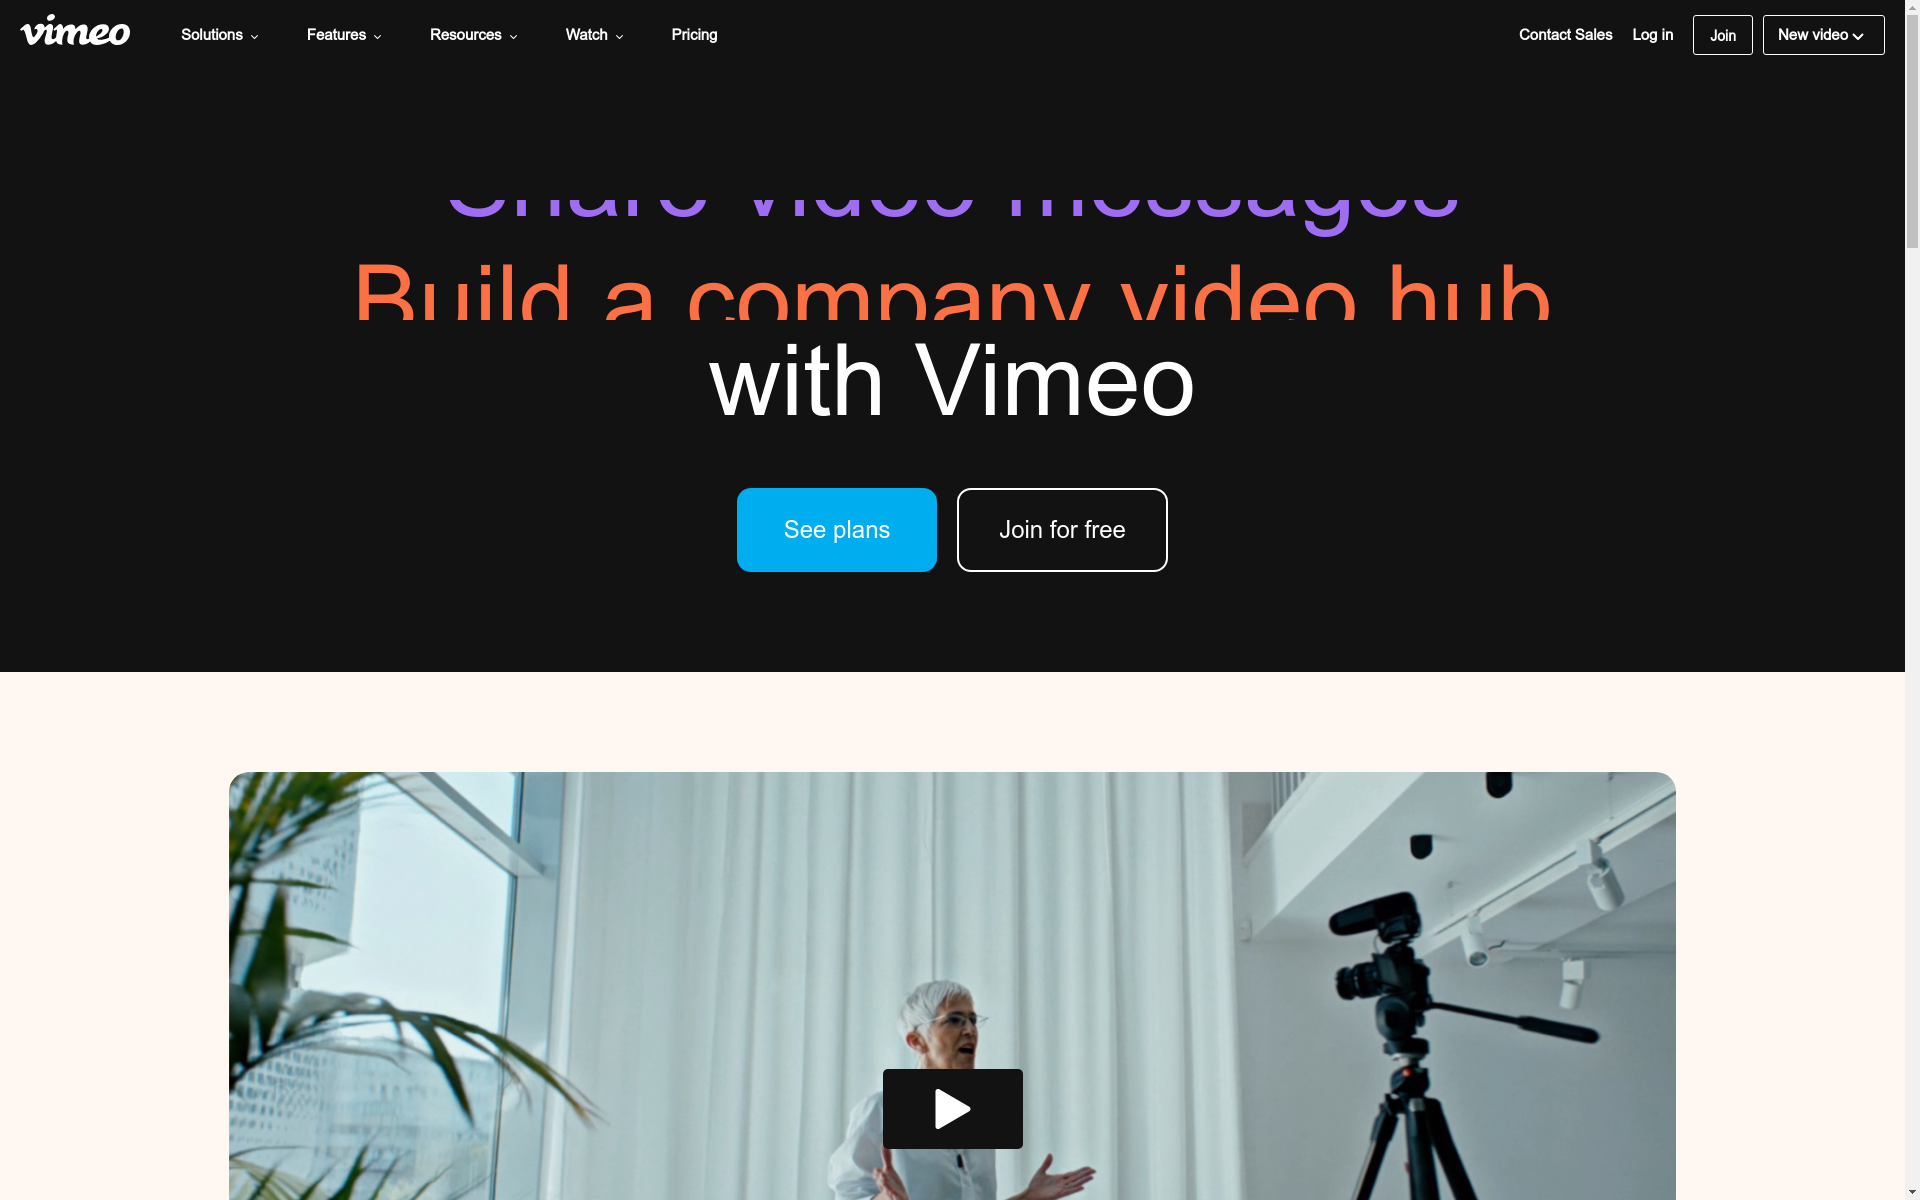 vimeo
Solutions
Features
Resources
Watch
Pricing
Contact Sales
Log in
Join
New video
Share video messages
Build a company video hub
with Vimeo
See plans
Join for free